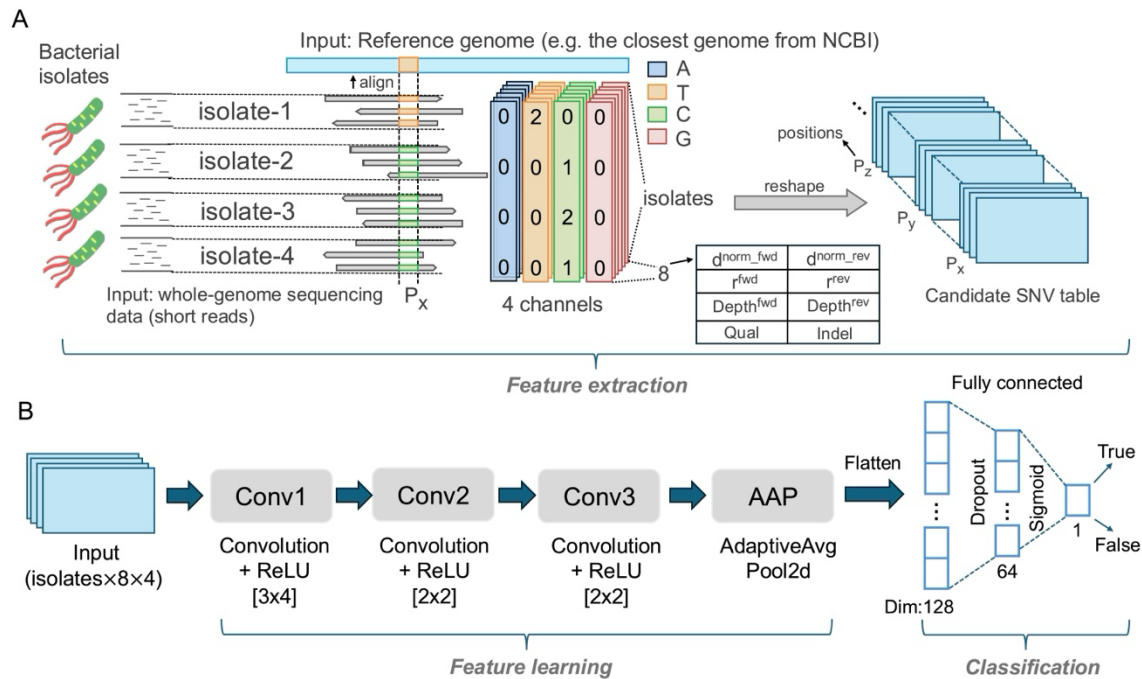 A
Input: Reference genome (e.g. the closest genome from NCBI)
Bacterial
isolates
align
A
T
C
G
isolate-1
isolate-2
isolate-3
isolate-4
0 2 0 0
0 0 1 0
0 0 2 0
0 0 1 0
isolates
8
reshape
positions
...
Pz
Py
Px
Input: whole-genome sequencing
data (short reads)
Px
4 channels
d^norm_fwd d^norm_rev
r^fwd r^rev
Depth^fwd Depth^rev
Qual Indel
Candidate SNV table
Feature extraction
B
Fully connected
Input
(isolates×8×4)
Conv1
Convolution
+ ReLU
[3x4]
Conv2
Convolution
+ ReLU
[2x2]
Conv3
Convolution
+ ReLU
[2x2]
AAP
AdaptiveAvg
Pool2d
Flatten
...
Dim:128
Dropout
...
64
Sigmoid
1
True
False
Feature learning
Classification